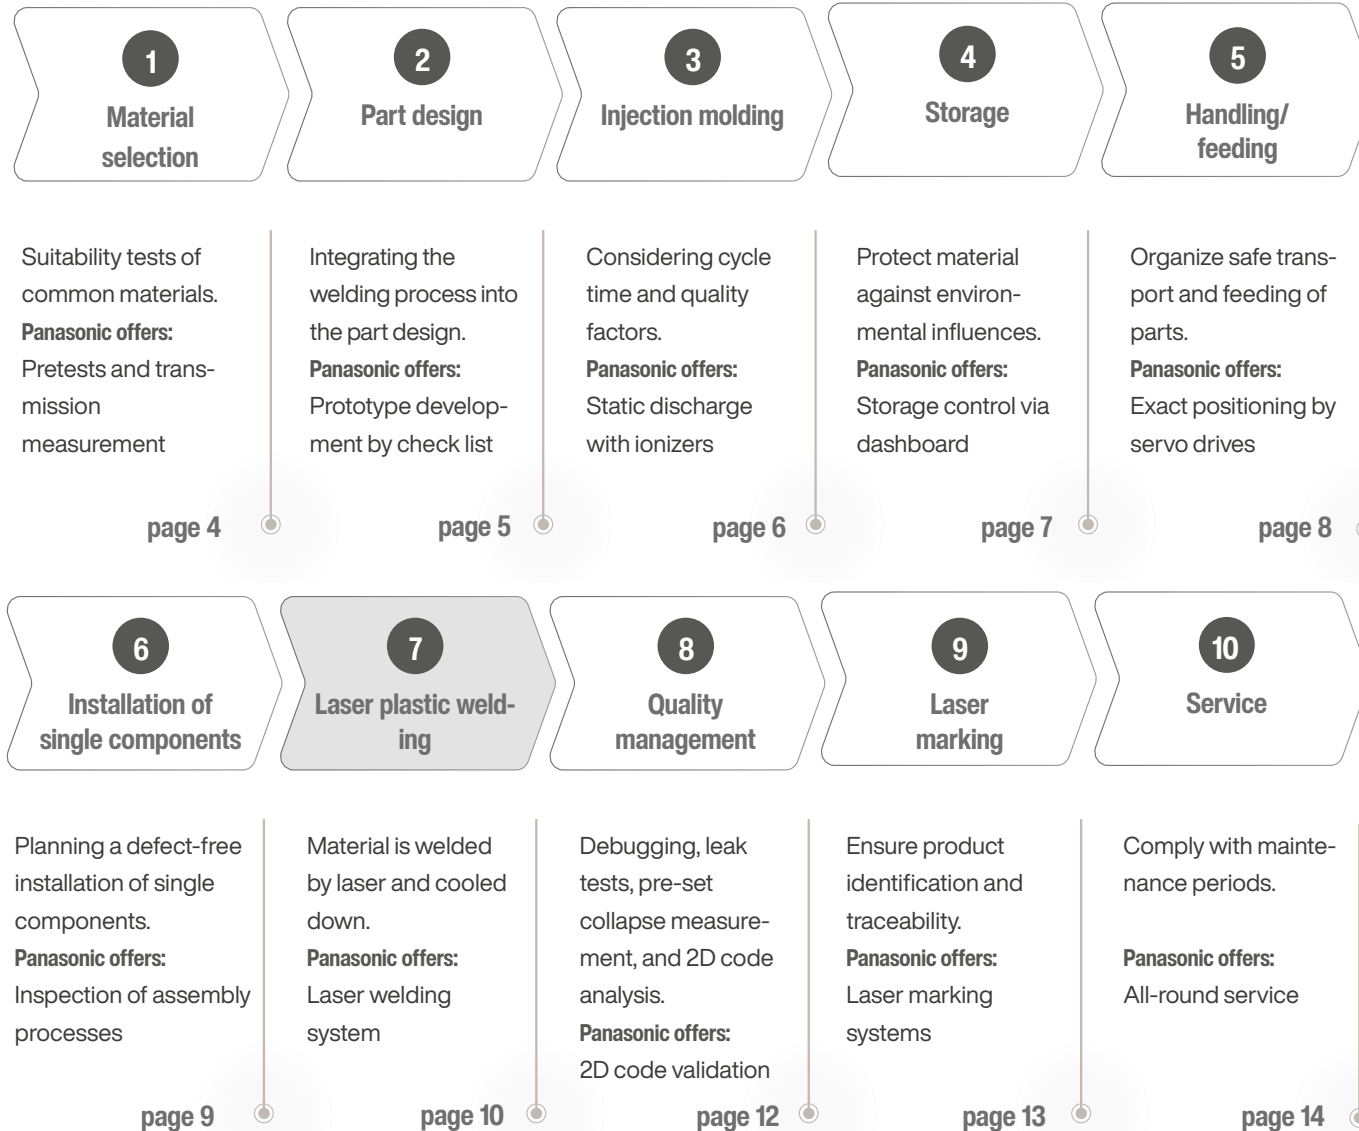 1
Material
selection
Suitability tests of
common materials.
Panasonic offers:
Pretests and trans-
mission
measurement
page 4
2
Part design
Integrating the
welding process into
the part design.
Panasonic offers:
Prototype develop-
ment by check list
page 5
3
Injection molding
Considering cycle
time and quality
factors.
Panasonic offers:
Static discharge
with ionizers
page 6
4
Storage
Protect material
against environ-
mental influences.
Panasonic offers:
Storage control via
dashboard
page 7
5
Handling/
feeding
Organize safe trans-
port and feeding of
parts.
Panasonic offers:
Exact positioning by
servo drives
page 8
6
Installation of
single components
Planning a defect-free
installation of single
components.
Panasonic offers:
Inspection of assembly
processes
page 9
7
Laser plastic weld-
ing
Material is welded
by laser and cooled
down.
Panasonic offers:
Laser welding
system
page 10
8
Quality
management
Debugging, leak
tests, pre-set
collapse measure-
ment, and 2D code
analysis.
Panasonic offers:
2D code validation
page 12
9
Laser
marking
Ensure product
identification and
traceability.
Panasonic offers:
Laser marking
systems
page 13
10
Service
Comply with mainte-
nance periods.
Panasonic offers:
All-round service
page 14